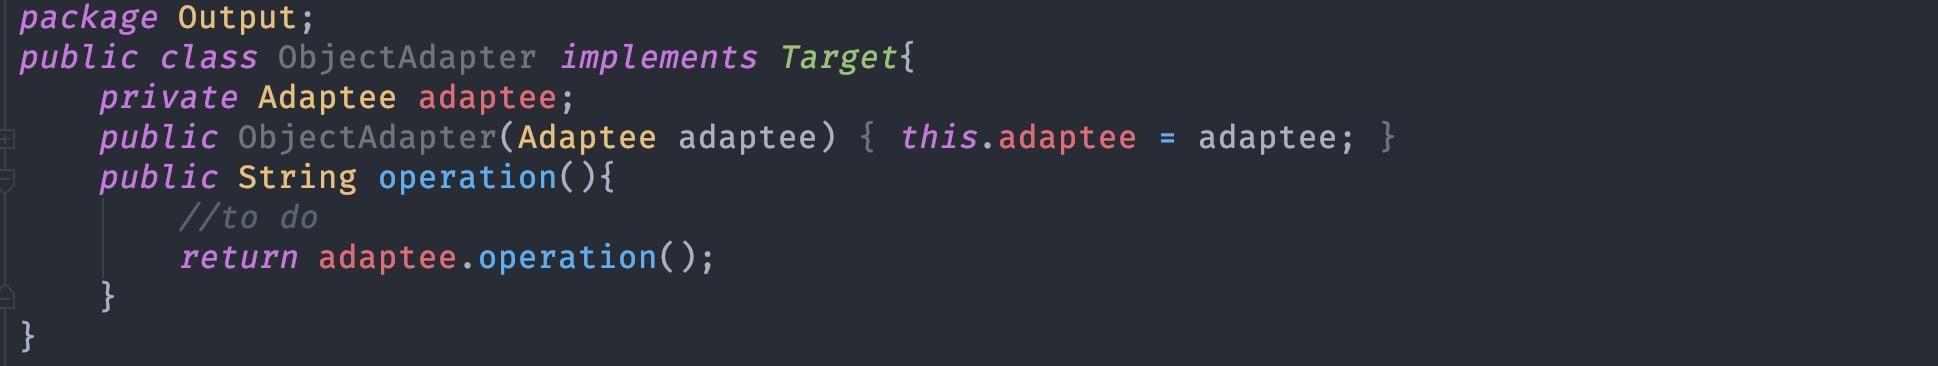 package Output;
public class ObjectAdapter implements Target{
    private Adaptee adaptee;
    public ObjectAdapter(Adaptee adaptee) { this.adaptee = adaptee; }
    public String operation(){
        //to do
        return adaptee.operation();
    }
}